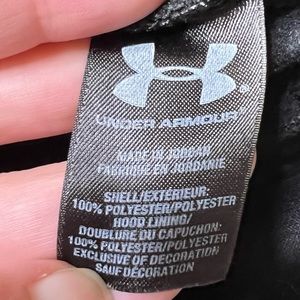 UNDER ARMOUR
MADE IN JORDAN/
FABRIQUÉ EN JORDANIE
SHELL/EXTÉRIEUR:
100% POLYESTER/POLYESTER
HOOD LINING/
DOUBLURE DU CAPUCHON:
100% POLYESTER/POLYESTER
EXCLUSIVE OF DECORATION
SAUF DÉCORATION